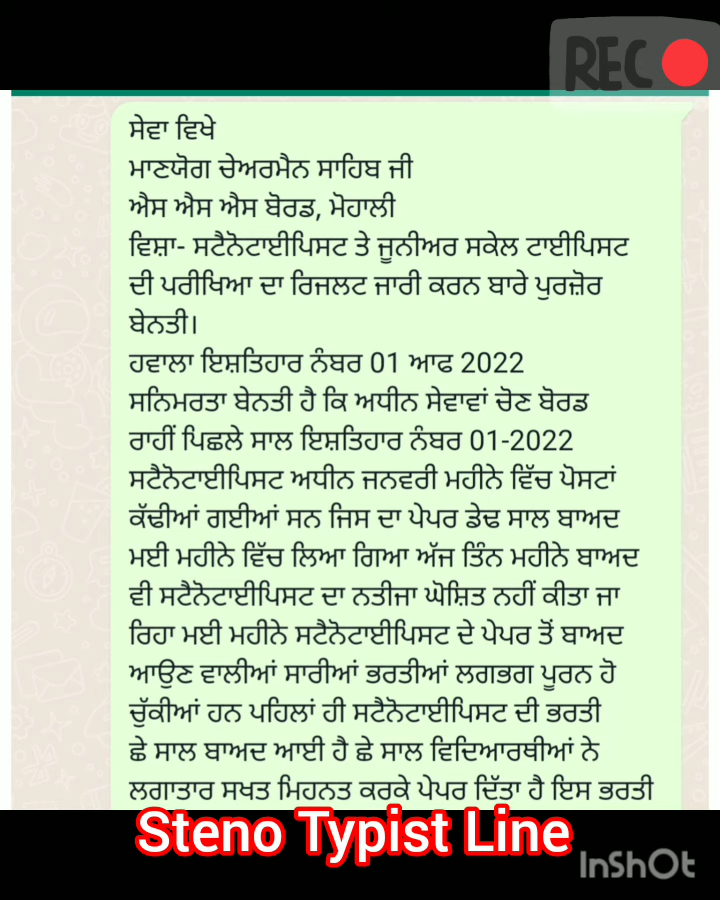 REC
ਸੇਵਾ ਵਿਖੇ
ਮਾਣਯੋਗ ਚੇਅਰਮੈਨ ਸਾਹਿਬ ਜੀ
ਐਸ ਐਸ ਐਸ ਬੋਰਡ, ਮੋਹਾਲੀ
ਵਿਸ਼ਾ- ਸਟੈਨੋਟਾਈਪਿਸਟ ਤੇ ਜੂਨੀਅਰ ਸਕੇਲ ਟਾਈਪਿਸਟ
ਦੀ ਪਰੀਖਿਆ ਦਾ ਰਿਜਲਟ ਜਾਰੀ ਕਰਨ ਬਾਰੇ ਪੁਰਜ਼ੋਰ
ਬੇਨਤੀ।
ਹਵਾਲਾ ਇਸ਼ਤਿਹਾਰ ਨੰਬਰ 01 ਆਫ 2022
ਸਨਿਮਰਤਾ ਬੇਨਤੀ ਹੈ ਕਿ ਅਧੀਨ ਸੇਵਾਵਾਂ ਚੋਣ ਬੋਰਡ
ਰਾਹੀਂ ਪਿਛਲੇ ਸਾਲ ਇਸ਼ਤਿਹਾਰ ਨੰਬਰ 01-2022
ਸਟੈਨੋਟਾਈਪਿਸਟ ਅਧੀਨ ਜਨਵਰੀ ਮਹੀਨੇ ਵਿੱਚ ਪੋਸਟਾਂ
ਕੱਢੀਆਂ ਗਈਆਂ ਸਨ ਜਿਸ ਦਾ ਪੇਪਰ ਡੇਢ ਸਾਲ ਬਾਅਦ
ਮਈ ਮਹੀਨੇ ਵਿੱਚ ਲਿਆ ਗਿਆ ਅੱਜ ਤਿੰਨ ਮਹੀਨੇ ਬਾਅਦ
ਵੀ ਸਟੈਨੋਟਾਈਪਿਸਟ ਦਾ ਨਤੀਜਾ ਘੋਸ਼ਿਤ ਨਹੀਂ ਕੀਤਾ ਜਾ
ਰਿਹਾ ਮਈ ਮਹੀਨੇ ਸਟੈਨੋਟਾਈਪਿਸਟ ਦੇ ਪੇਪਰ ਤੋਂ ਬਾਅਦ
ਆਉਣ ਵਾਲੀਆਂ ਸਾਰੀਆਂ ਭਰਤੀਆਂ ਲਗਭਗ ਪੂਰਨ ਹੋ
ਚੁੱਕੀਆਂ ਹਨ ਪਹਿਲਾਂ ਹੀ ਸਟੈਨੋਟਾਈਪਿਸਟ ਦੀ ਭਰਤੀ
ਛੇ ਸਾਲ ਬਾਅਦ ਆਈ ਹੈ ਛੇ ਸਾਲ ਵਿਦਿਆਰਥੀਆਂ ਨੇ
ਲਗਾਤਾਰ ਸਖਤ ਮਿਹਨਤ ਕਰਕੇ ਪੇਪਰ ਦਿੱਤਾ ਹੈ ਇਸ ਭਰਤੀ
Steno Typist Line
InShOt